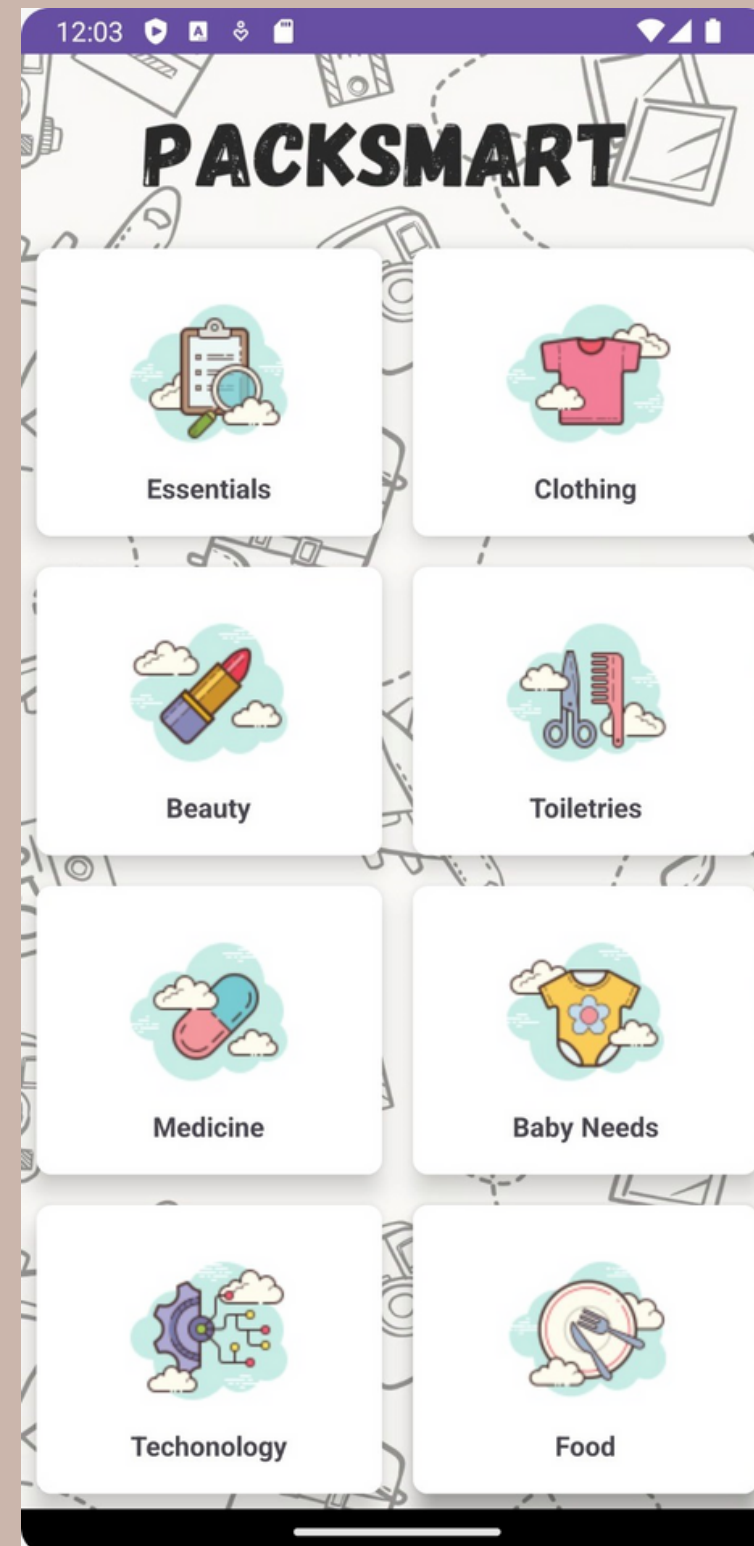 12:03
PACKSMART
Essentials
Clothing
Beauty
Toiletries
Medicine
Baby Needs
Techonology
Food